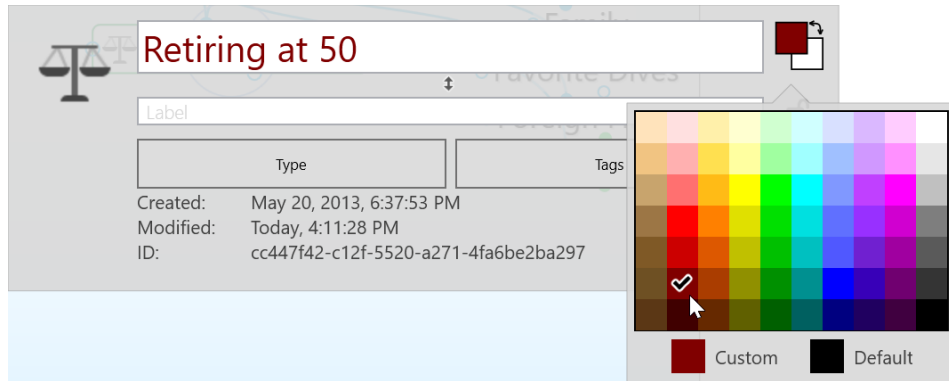 Family
Retiring at 50
Favorite Dives
Label
Type
Tags
Created: May 20, 2013, 6:37:53 PM
Modified: Today, 4:11:28 PM
ID: cc447f42-c12f-5520-a271-4fa6be2ba297
Custom
Default